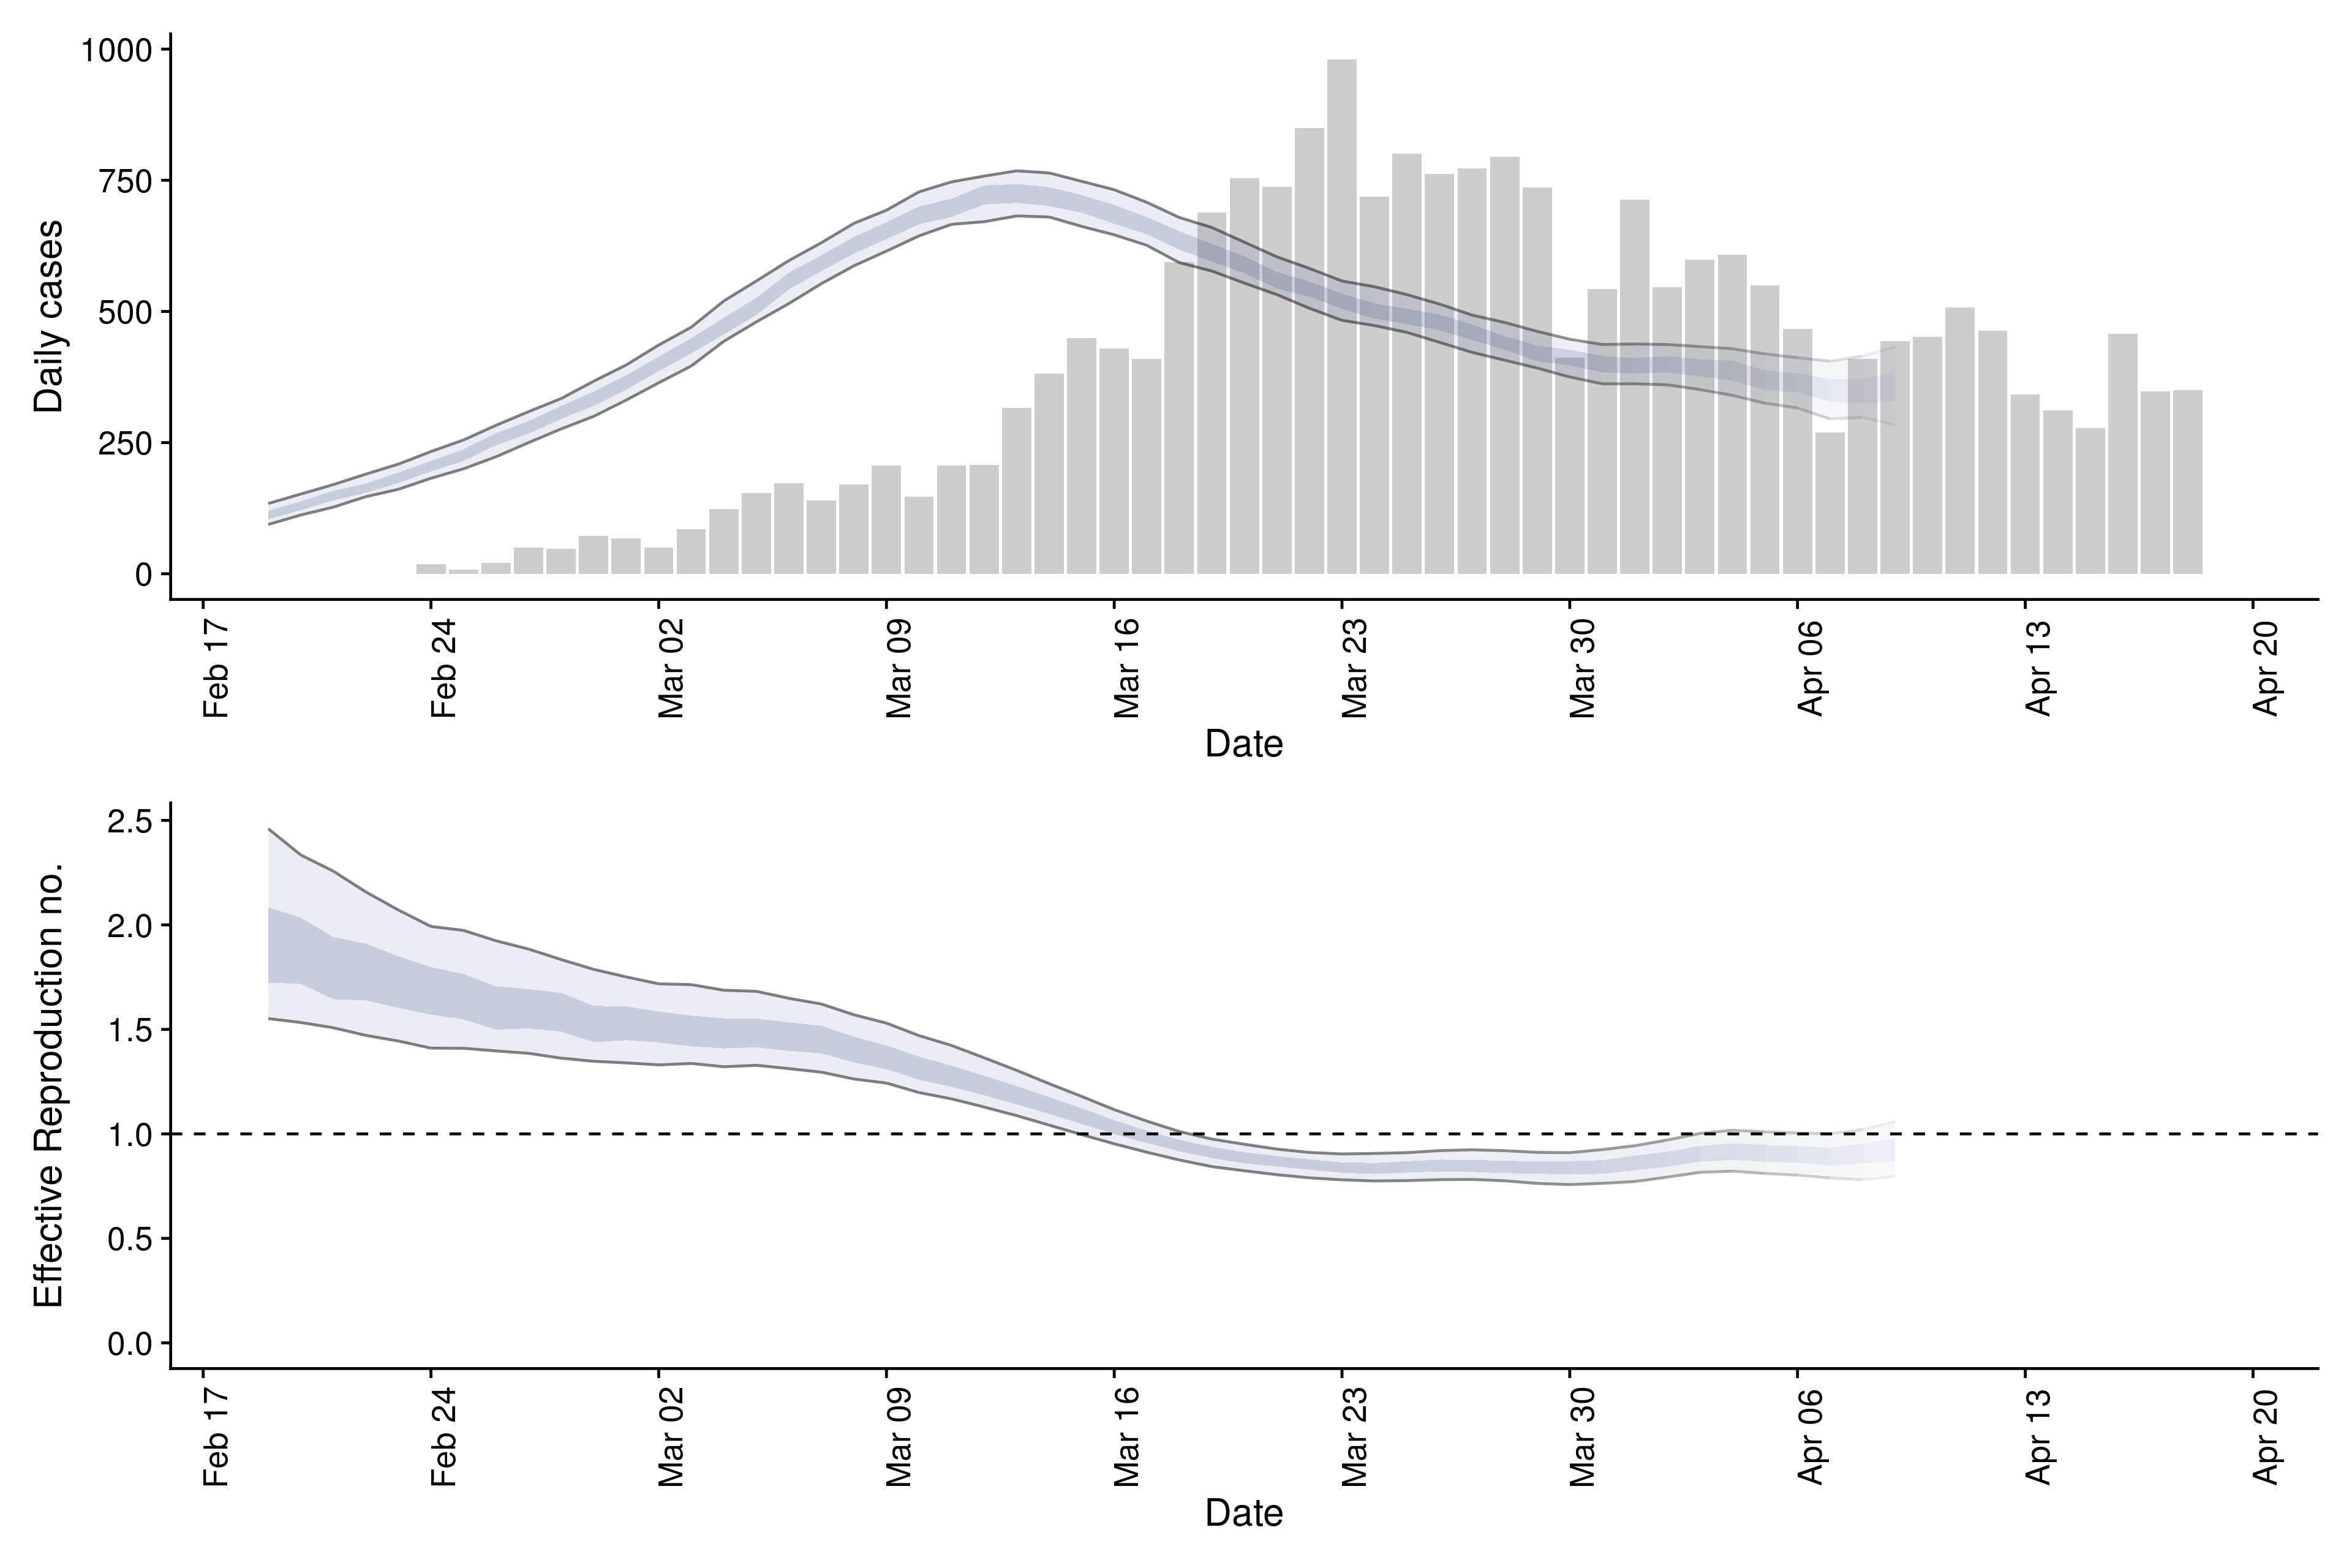 Daily cases
1000
750
500
250
0
Feb 17
Feb 24
Mar 02
Mar 09
Mar 16
Mar 23
Mar 30
Apr 06
Apr 13
Apr 20
Date
Effective Reproduction no.
2.5
2.0
1.5
1.0
0.5
0.0
Feb 17
Feb 24
Mar 02
Mar 09
Mar 16
Mar 23
Mar 30
Apr 06
Apr 13
Apr 20
Date